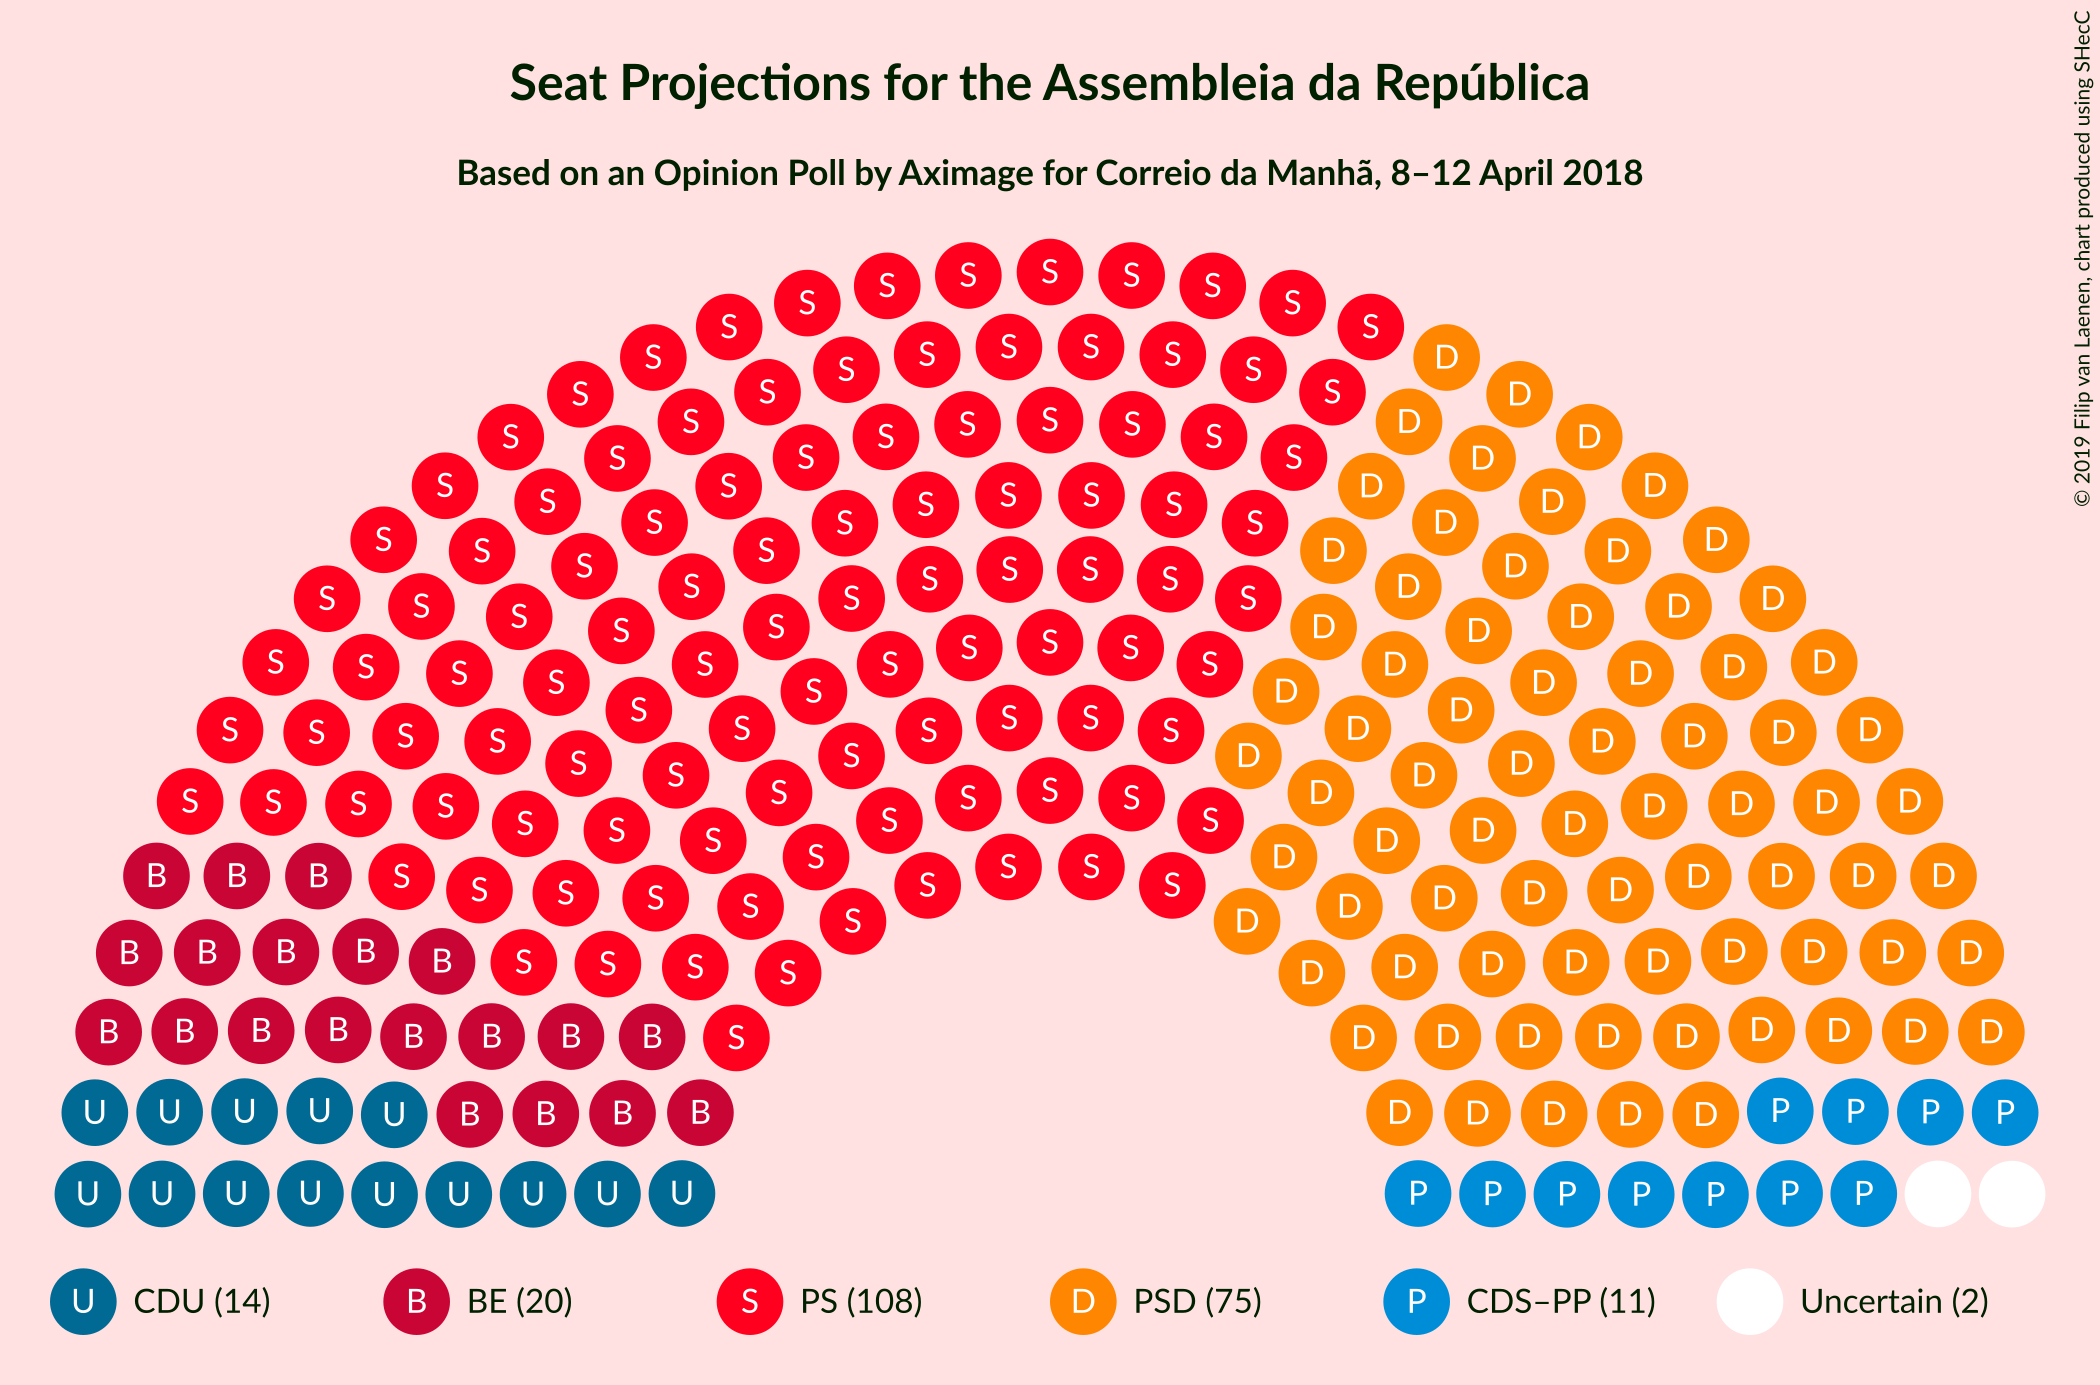 Seat Projections for the Assembleia da República
Based on an Opinion Poll by Aximage for Correio da Manhã, 8–12 April 2018
© 2019 Filip van Laenen, chart produced using SHecC
S S S S S S S S S
S S S S D D
S S S S S S S S S D D
S S S S S S S S S D D D
S S S S S S S S S D D D
S S S S S S S S S D D D D
S S S S S S S S S D D D D
S S S S S S S S S D D D D D
S S S S S S S S S D D D D D D
S S S S S S S S S D D D D D D
S S S S S S S S S D D D D D D D
B B B S S S S S S S S S S D D D D D D D D D
B B B B B S S S S D D D D D D D D D
B B B B B B B B S D D D D D D D D D
U U U U U B B B B D D D D D P P P P
U U U U U U U U U P P P P P P P
U CDU (14) B BE (20) S PS (108) D PSD (75) P CDS–PP (11) Uncertain (2)